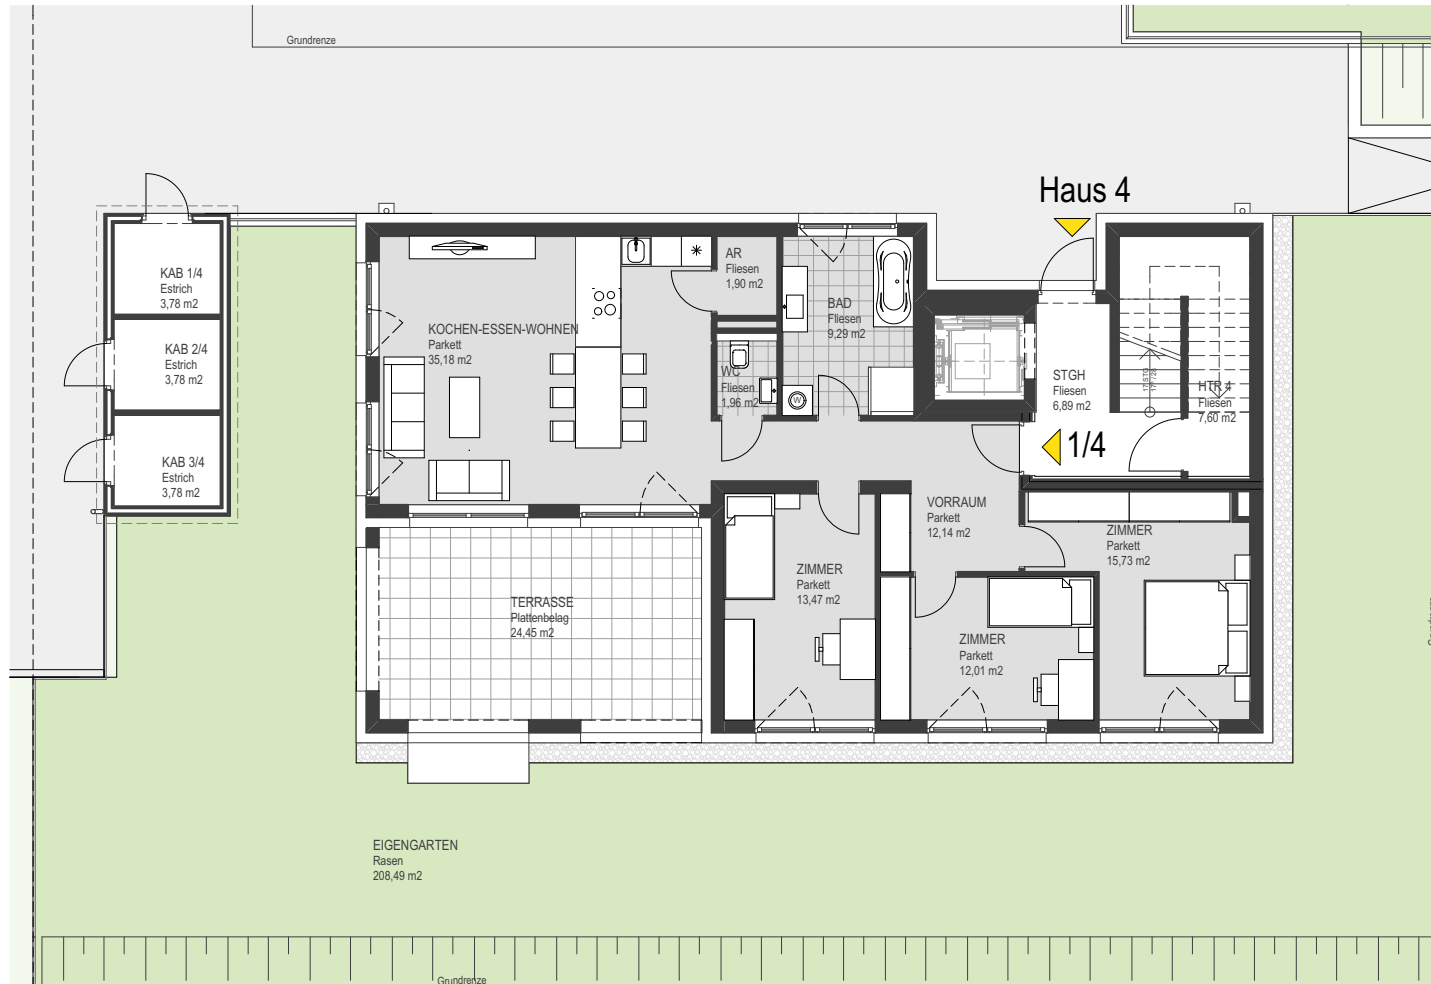 Grundrenze
Haus 4
KAB 1/4
Estrich
3,78 m2
KAB 2/4
Estrich
3,78 m2
KAB 3/4
Estrich
3,78 m2
KOCHEN-ESSEN-WOHNEN
Parkett
35,18 m2
AR
Fliesen
1,90 m2
WC
Fliesen
1,96 m2
BAD
Fliesen
9,29 m2
W
STGH
Fliesen
6,89 m2
HTR 4
Fliesen
7,60 m2
1/4
VORRAUM
Parkett
12,14 m2
ZIMMER
Parkett
15,73 m2
ZIMMER
Parkett
13,47 m2
ZIMMER
Parkett
12,01 m2
TERRASSE
Plattenbelag
24,45 m2
EIGENGARTEN
Rasen
208,49 m2
Grundrenze